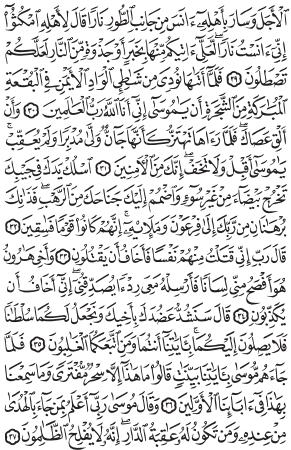 ٱلۡأَجَلَ وَسَارَ بِأَهۡلِهِۦٓ ءَانَسَ مِن جَانِبِ ٱلطُّورِ نَارٗاۖ قَالَ لِأَهۡلِهِ ٱمۡكُثُوٓاْ
إِنِّيٓ ءَانَسۡتُ نَارٗا لَّعَلِّيٓ ءَاتِيكُم مِّنۡهَا بِخَبَرٍ أَوۡ جَذۡوَةٖ مِّنَ ٱلنَّارِ لَعَلَّكُمۡ
تَصۡطَلُونَ ٢٩ فَلَمَّآ أَتَىٰهَا نُودِيَ مِن شَٰطِيِٕ ٱلۡوَادِ ٱلۡأَيۡمَنِ فِي ٱلۡبُقۡعَةِ
ٱلۡمُبَٰرَكَةِ مِنَ ٱلشَّجَرَةِ أَن يَٰمُوسَىٰٓ إِنِّيٓ أَنَا ٱللَّهُ رَبُّ ٱلۡعَٰلَمِينَ ٣٠ وَأَنۡ
أَلۡقِ عَصَاكَۖ فَلَمَّا رَءَاهَا تَهۡتَزُّ كَأَنَّهَا جَآنّٞ وَلَّىٰ مُدۡبِرٗا وَلَمۡ يُعَقِّبۡۚ
يَٰمُوسَىٰٓ أَقۡبِلۡ وَلَا تَخَفۡۖ إِنَّكَ مِنَ ٱلۡأٓمِنِينَ ٣١ ٱسۡلُكۡ يَدَكَ فِي جَيۡبِكَ
تَخۡرُجۡ بَيۡضَآءَ مِنۡ غَيۡرِ سُوٓءٖ وَٱضۡمُمۡ إِلَيۡكَ جَنَاحَكَ مِنَ ٱلرَّهۡبِۖ فَذَٰنِكَ
بُرۡهَٰنَانِ مِن رَّبِّكَ إِلَىٰ فِرۡعَوۡنَ وَمَلَإِيْهِۦٓۚ إِنَّهُمۡ كَانُواْ قَوۡمٗا فَٰسِقِينَ ٣٢
قَالَ رَبِّ إِنِّي قَتَلۡتُ مِنۡهُمۡ نَفۡسٗا فَأَخَافُ أَن يَقۡتُلُونِ ٣٣ وَأَخِي هَٰرُونُ
هُوَ أَفۡصَحُ مِنِّي لِسَانٗا فَأَرۡسِلۡهُ مَعِيَ رِدۡءٗا يُصَدِّقُنِيٓۖ إِنِّيٓ أَخَافُ أَن
يُكَذِّبُونِ ٣٤ قَالَ سَنَشُدُّ عَضُدَكَ بِأَخِيكَ وَنَجۡعَلُ لَكُمَا سُلۡطَٰنٗا
فَلَا يَصِلُونَ إِلَيۡكُمَا بِـَٔايَٰتِنَآۚ أَنتُمَا وَمَنِ ٱتَّبَعَكُمَا ٱلۡغَٰلِبُونَ ٣٥ فَلَمَّا
جَآءَهُم مُّوسَىٰ بِـَٔايَٰتِنَا بَيِّنَٰتٖ قَالُواْ مَا هَٰذَآ إِلَّا سِحۡرٞ مُّفۡتَرٗى وَمَا سَمِعۡنَا
بِهَٰذَا فِيٓ ءَابَآئِنَا ٱلۡأَوَّلِينَ ٣٦ وَقَالَ مُوسَىٰ رَبِّيٓ أَعۡلَمُ بِمَن جَآءَ بِٱلۡهُدَىٰ
مِنۡ عِندِهِۦ وَمَن تَكُونُ لَهُۥ عَٰقِبَةُ ٱلدَّارِۚ إِنَّهُۥ لَا يُفۡلِحُ ٱلظَّٰلِمُونَ ٣٧